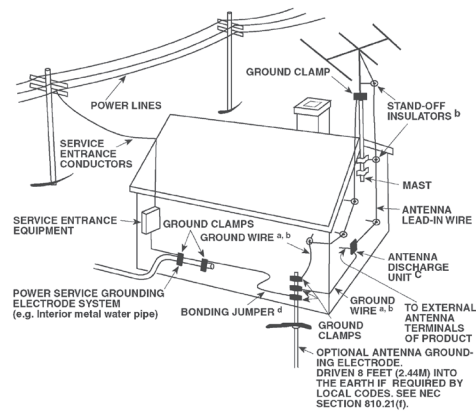 GROUND CLAMP
POWER LINES
STAND-OFF
INSULATORS b
SERVICE
ENTRANCE
CONDUCTORS
MAST
ANTENNA
LEAD-IN WIRE
SERVICE ENTRANCE
EQUIPMENT
GROUND CLAMPS
GROUND WIRE a, b
ANTENNA
DISCHARGE
UNIT C
POWER SERVICE GROUNDING
ELECTRODE SYSTEM
(e.g. Interior metal water pipe)
BONDING JUMPER d
GROUND
WIRE a, b
GROUND
CLAMPS
TO EXTERNAL
ANTENNA
TERMINALS
OF PRODUCT
OPTIONAL ANTENNA GROUND-
ING ELECTRODE.
DRIVEN 8 FEET (2.44M) INTO
THE EARTH IF REQUIRED BY
LOCAL CODES. SEE NEC
SECTION 810.21(f).